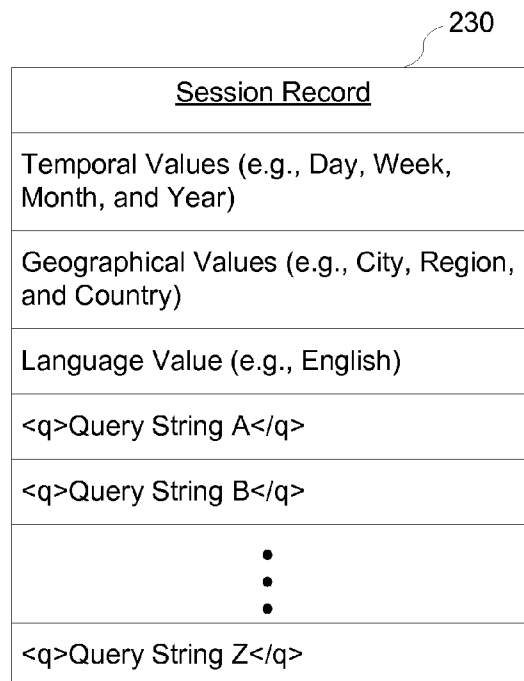 230
Session Record
Temporal Values (e.g., Day, Week,
Month, and Year)
Geographical Values (e.g., City, Region,
and Country)
Language Value (e.g., English)
<q>Query String A</q>
<q>Query String B</q>
<q>Query String Z</q>